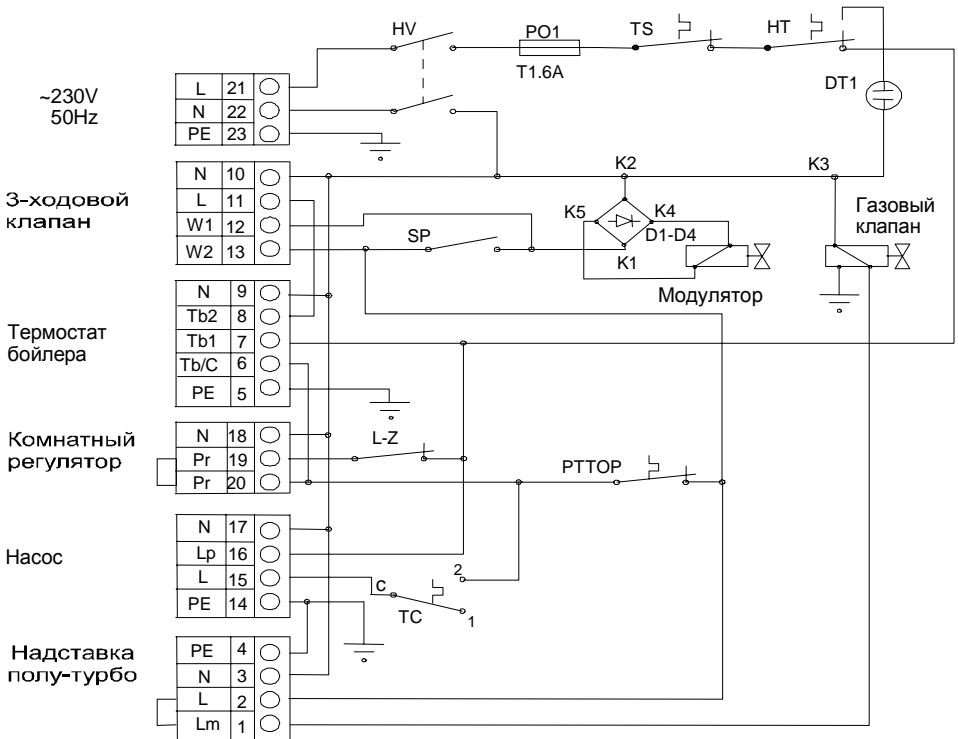 HV
PO1
TS
HT
T1.6A
DT1
~230V
50Hz
L 21
N 22
PE 23
3-ходовой
клапан
N 10
L 11
W1 12
W2 13
SP
K2
K3
K5
K4
D1-D4
K1
Модулятор
Газовый
клапан
Термостат
бойлера
N 9
Tb2 8
Tb1 7
Tb/C 6
PE 5
Комнатный
регулятор
N 18
Pr 19
Pr 20
L-Z
PTTOP
Насос
N 17
Lp 16
L 15
PE 14
C
TC
2
1
Надставка
полу-турбо
PE 4
N 3
L 2
Lm 1